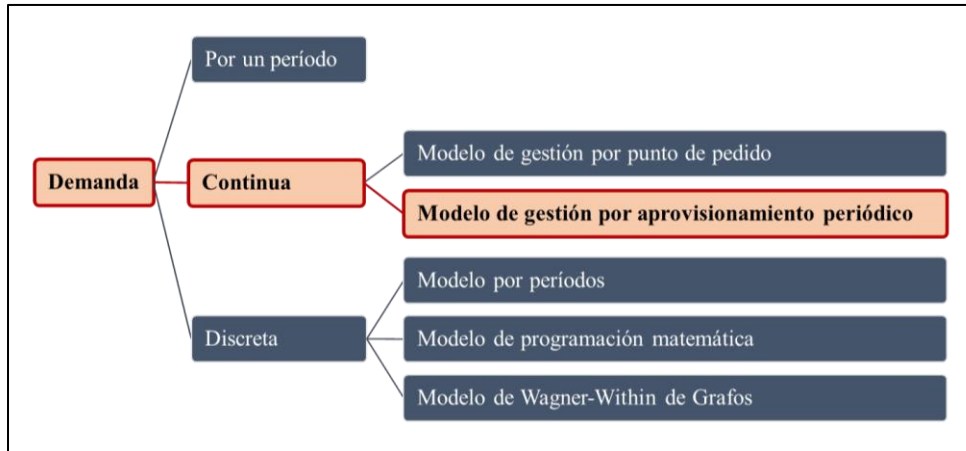 Por un período
Demanda
Continua
Modelo de gestión por punto de pedido
Modelo de gestión por aprovisionamiento periódico
Discreta
Modelo por períodos
Modelo de programación matemática
Modelo de Wagner-Within de Grafos